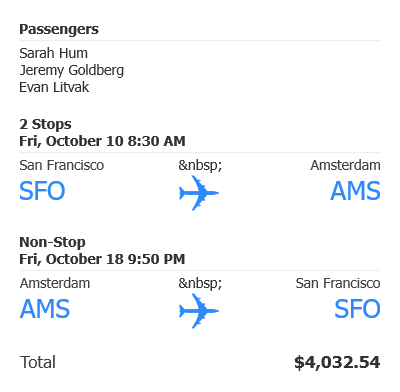 Passengers
Sarah Hum
Jeremy Goldberg
Evan Litvak
2 Stops
Fri, October 10 8:30 AM
San Francisco &nbsp; Amsterdam
SFO AMS
Non-Stop
Fri, October 18 9:50 PM
Amsterdam &nbsp; San Francisco
AMS SFO
Total $4,032.54